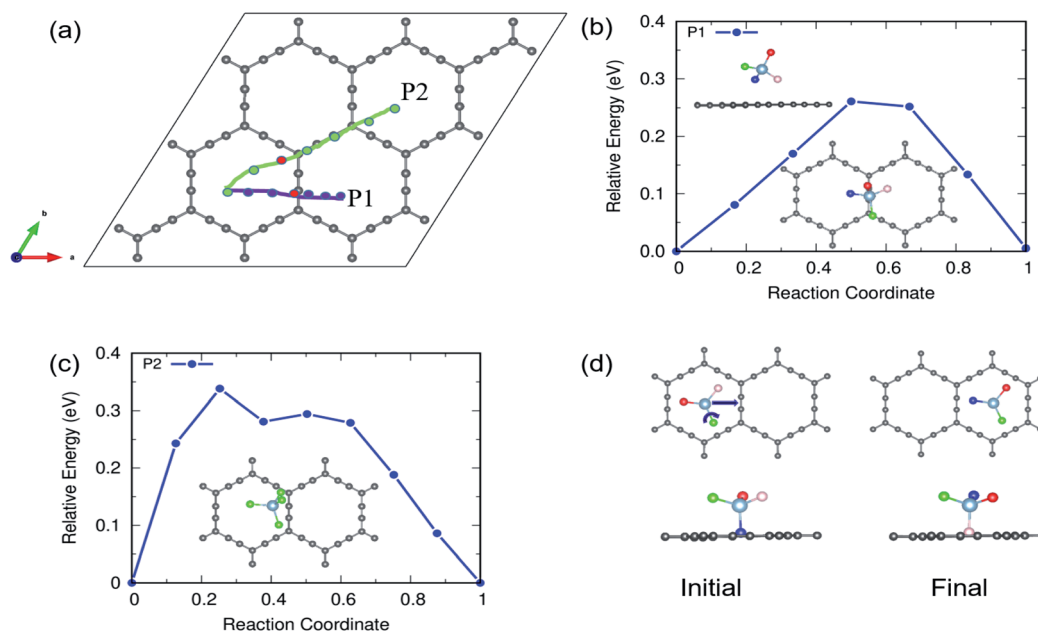 (a)
P2
P1
b
a
(b)
P1
0.4
0.3
0.2
0.1
0.0
Relative Energy (eV)
0 0.2 0.4 0.6 0.8 1
Reaction Coordinate
(c)
P2
0.4
0.3
0.2
0.1
0
Relative Energy (eV)
0 0.2 0.4 0.6 0.8 1
Reaction Coordinate
(d)
Initial
Final